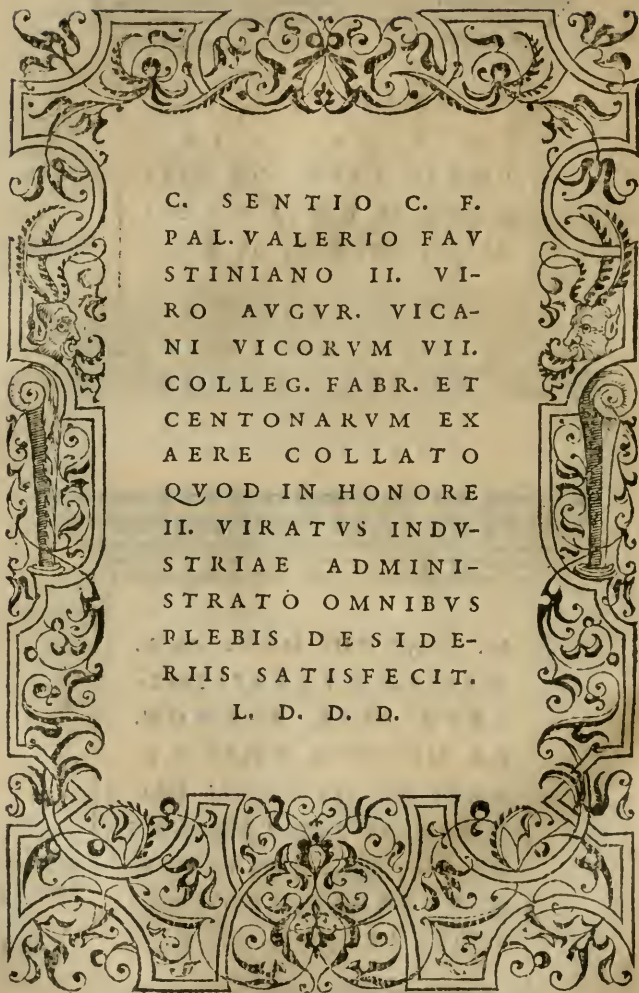 C. SENTIO C. F.
PAL. VALERIO FAV
STINIANO II. VI-
RO AVGVR. VICA-
NI VICORVM VII.
COLLEG. FABR. ET
CENTONARVM EX
AERE COLLATO
QVOD IN HONORE
II. VIRATVS INDV-
STRIAE ADMINI-
STRATO OMNIBVS
PLEBIS DESIDE-
RIIS SATISFECIT.
L. D. D. D.